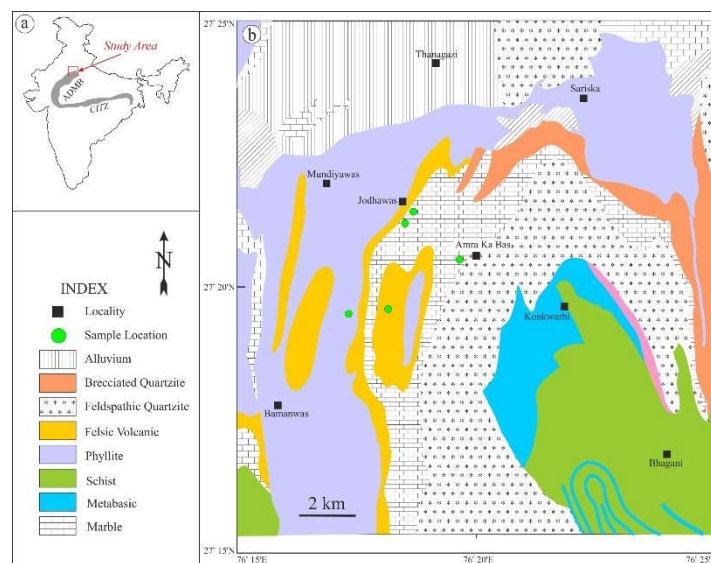 a
Study Area
ADMB
CITZ
N
INDEX
Locality
Sample Location
Alluvium
Brecciated Quartzite
Feldspathic Quartzite
Felsic Volcanic
Phyllite
Schist
Metabasic
Marble
b
27° 25'N
27° 20'N
27° 15'N
Thanagazi
Sariska
Mundiyawas
Jodhawas
Amra Ka Bas
Konkwarhi
Bamanwas
Bhagani
2 km
76° 15'E
76° 20'E
76° 25'E